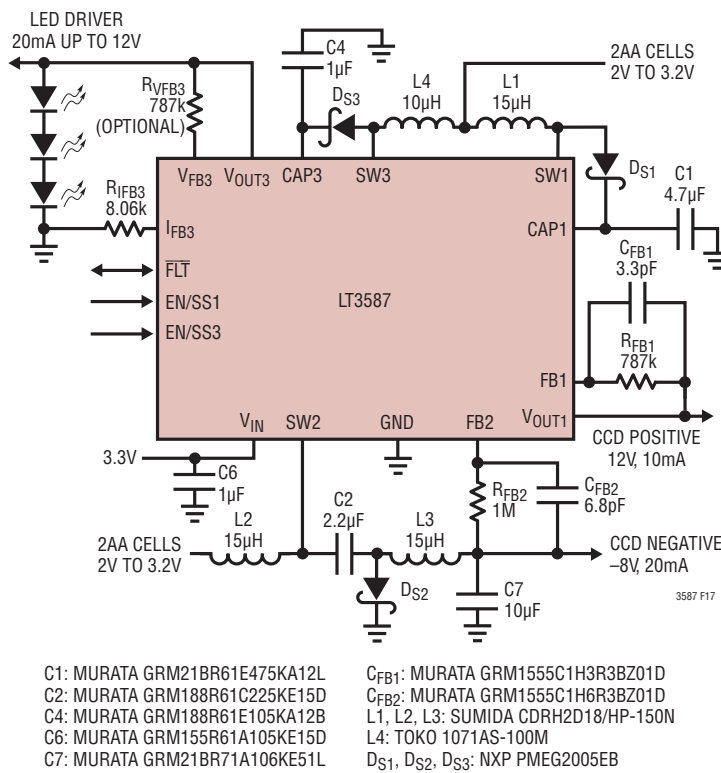 LED DRIVER
20mA UP TO 12V
RVFB3
787k
(OPTIONAL)
C4
1µF
DS3
L4
10µH
L1
15µH
2AA CELLS
2V TO 3.2V
DS1
C1
4.7µF
VFB3
VOUT3
CAP3
SW3
SW1
RIFB3
8.06k
IFB3
CAP1
CFB1
3.3pF
FLT
EN/SS1
EN/SS3
LT3587
RFB1
787k
FB1
VOUT1
CCD POSITIVE
12V, 10mA
VIN
SW2
GND
FB2
3.3V
C6
1µF
L2
15µH
C2
2.2µF
L3
15µH
RFB2
1M
CFB2
6.8pF
2AA CELLS
2V TO 3.2V
DS2
C7
10µF
CCD NEGATIVE
–8V, 20mA
3587 F17
C1: MURATA GRM21BR61E475KA12L
C2: MURATA GRM188R61C225KE15D
C4: MURATA GRM188R61E105KA12B
C6: MURATA GRM155R61A105KE15D
C7: MURATA GRM21BR71A106KE51L
CFB1: MURATA GRM1555C1H3R3BZ01D
CFB2: MURATA GRM1555C1H6R3BZ01D
L1, L2, L3: SUMIDA CDRH2D18/HP-150N
L4: TOKO 1071AS-100M
DS1, DS2, DS3: NXP PMEG2005EB